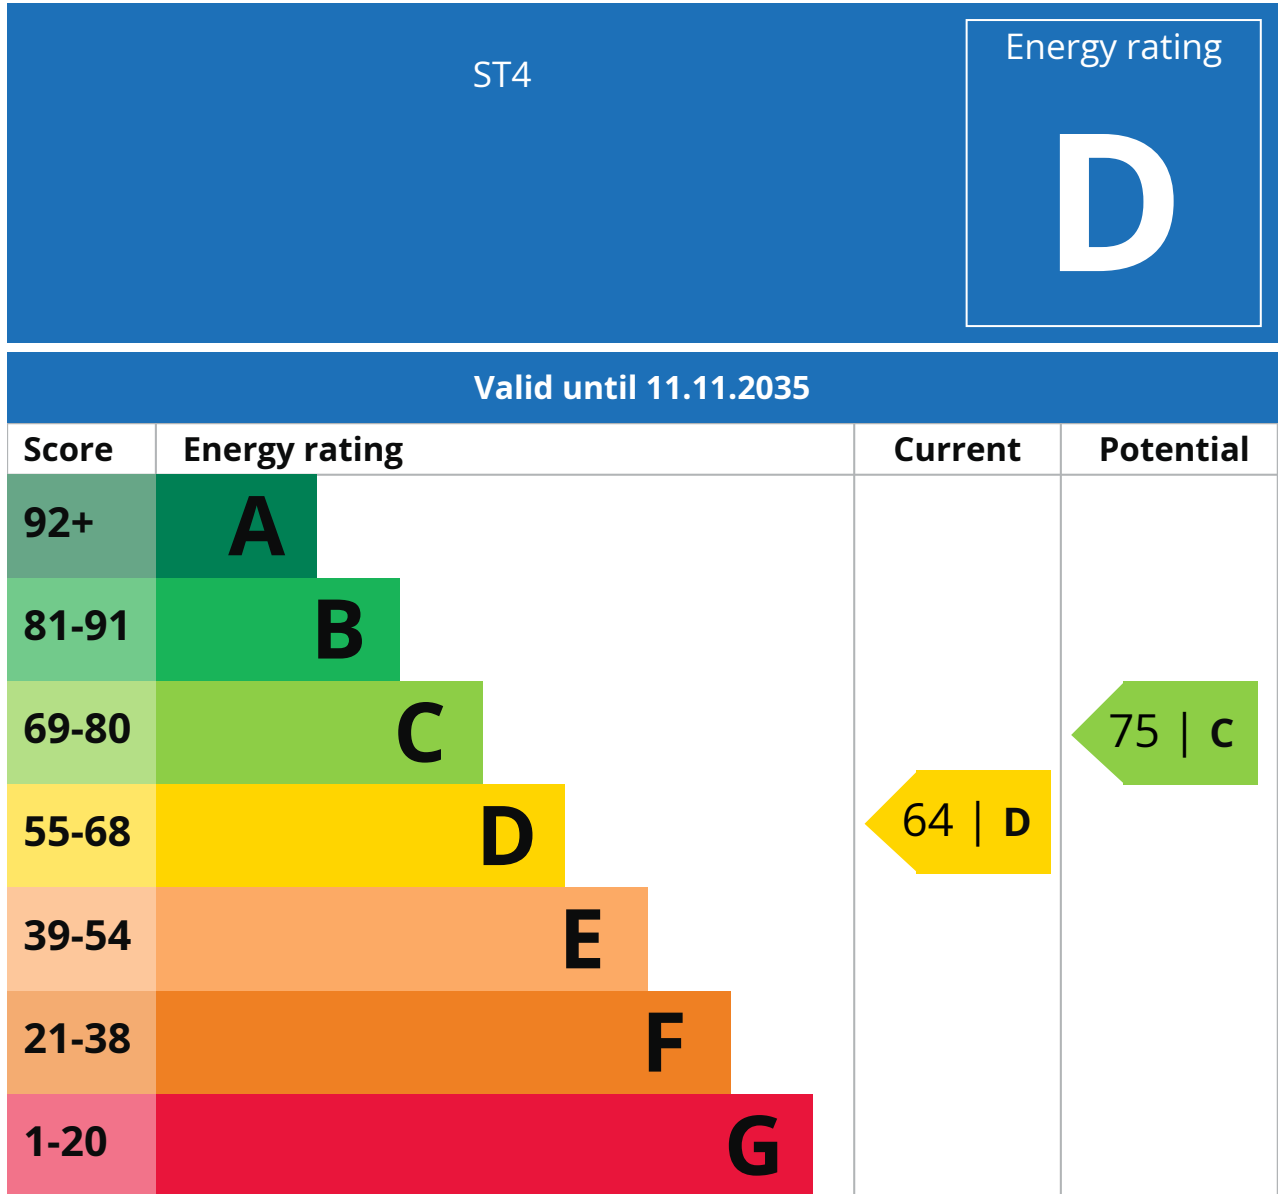 ST4
Energy rating
D
Valid until 11.11.2035
Score Energy rating Current Potential
92+ A
81-91 B
69-80 C 75 | C
55-68 D 64 | D
39-54 E
21-38 F
1-20 G